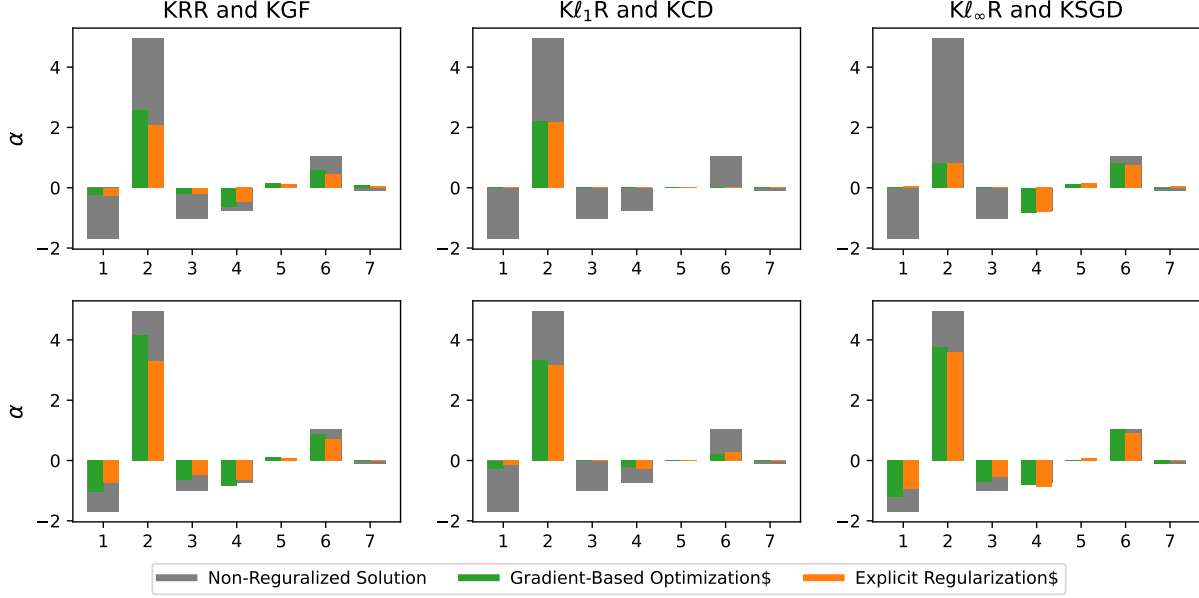 KRR and KGF
Kℓ₁R and KCD
Kℓ∞R and KSGD
4
2
0
−2
α
1 2 3 4 5 6 7
4
2
0
−2
1 2 3 4 5 6 7
4
2
0
−2
1 2 3 4 5 6 7
4
2
0
−2
α
1 2 3 4 5 6 7
4
2
0
−2
1 2 3 4 5 6 7
4
2
0
−2
1 2 3 4 5 6 7
Non-Reguralized Solution
Gradient-Based Optimization$
Explicit Regularization$